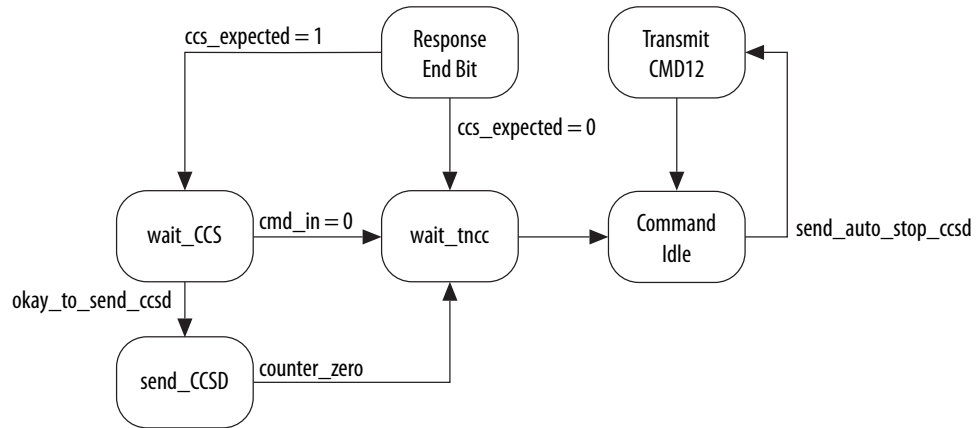 ccs_expected = 1
Response
End Bit
Transmit
CMD12
ccs_expected = 0
wait_CCS
cmd_in = 0
wait_tncc
Command
Idle
send_auto_stop_ccsd
okay_to_send_ccsd
send_CCSD
counter_zero